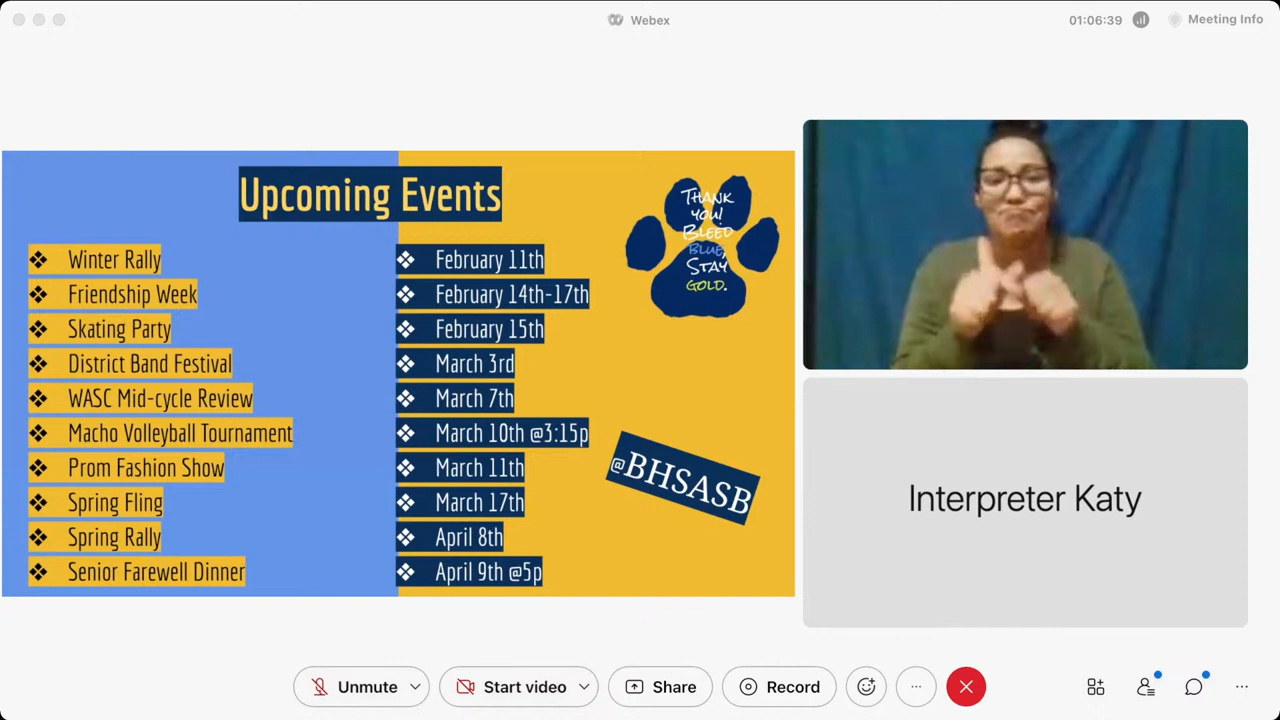 Webex
01:06:39
Meeting Info
Upcoming Events
❖ Winter Rally
❖ Friendship Week
❖ Skating Party
❖ District Band Festival
❖ WASC Mid-cycle Review
❖ Macho Volleyball Tournament
❖ Prom Fashion Show
❖ Spring Fling
❖ Spring Rally
❖ Senior Farewell Dinner
❖ February 11th
❖ February 14th-17th
❖ February 15th
❖ March 3rd
❖ March 7th
❖ March 10th @3:15p
❖ March 11th
❖ March 17th
❖ April 8th
❖ April 9th @5p
THANK
YOU!
BLEED
BLUE,
STAY
GOLD.
@BHSASB
Interpreter Katy
Unmute
Start video
Share
Record